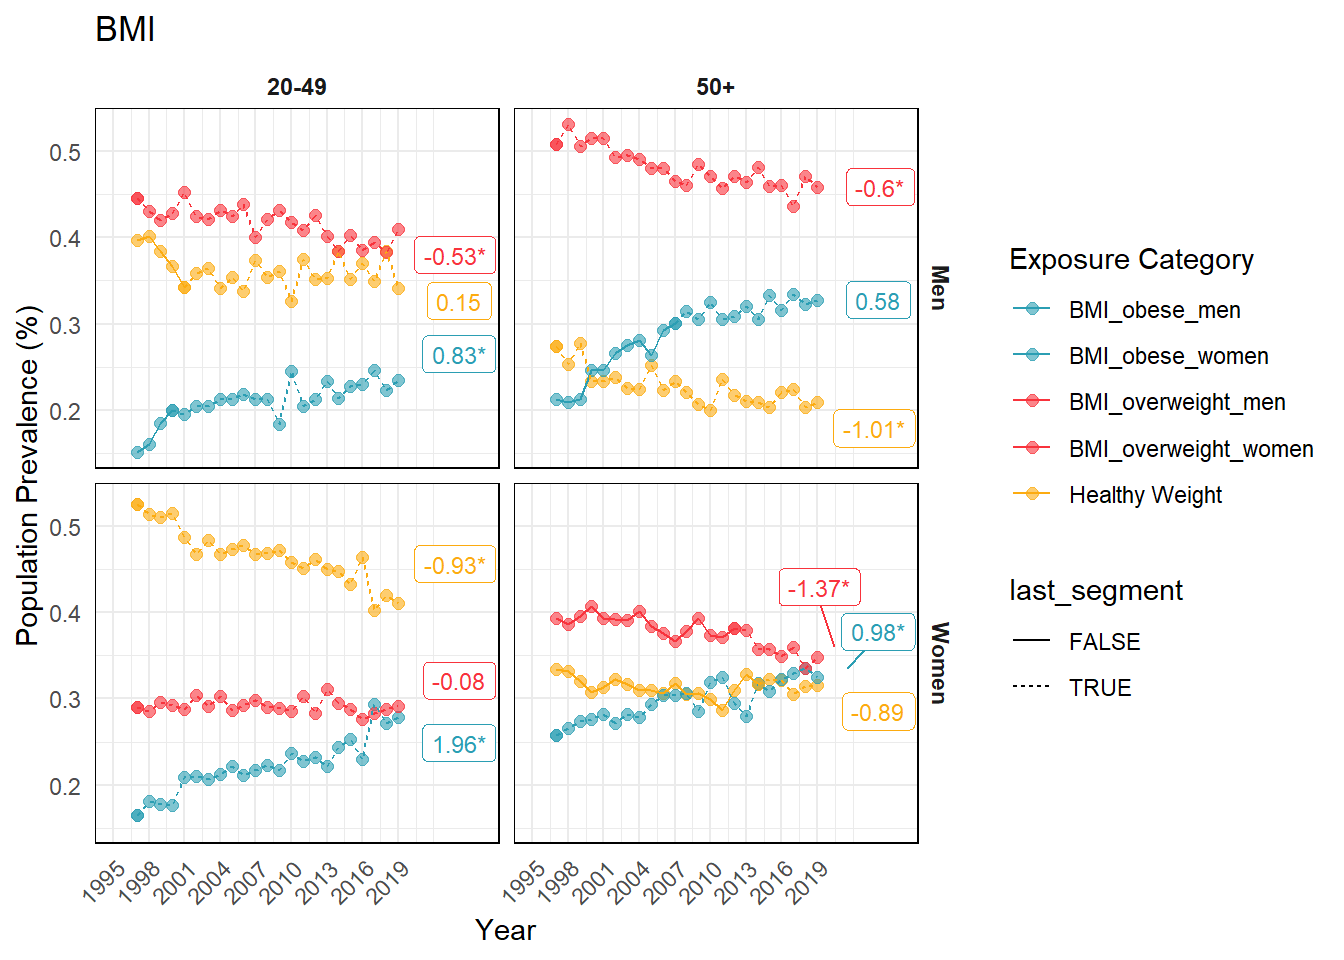 BMI
20-49
50+
Population Prevalence (%)
0.5
0.4
0.3
0.2
-0.53*
0.15
0.83*
-0.6*
0.58
-1.01*
Men
0.5
0.4
0.3
0.2
-0.93*
-0.08
1.96*
-1.37*
0.98*
-0.89
Women
1995 1998 2001 2004 2007 2010 2013 2016 2019
1995 1998 2001 2004 2007 2010 2013 2016 2019
Year
Exposure Category
BMI_obese_men
BMI_obese_women
BMI_overweight_men
BMI_overweight_women
Healthy Weight
last_segment
FALSE
TRUE